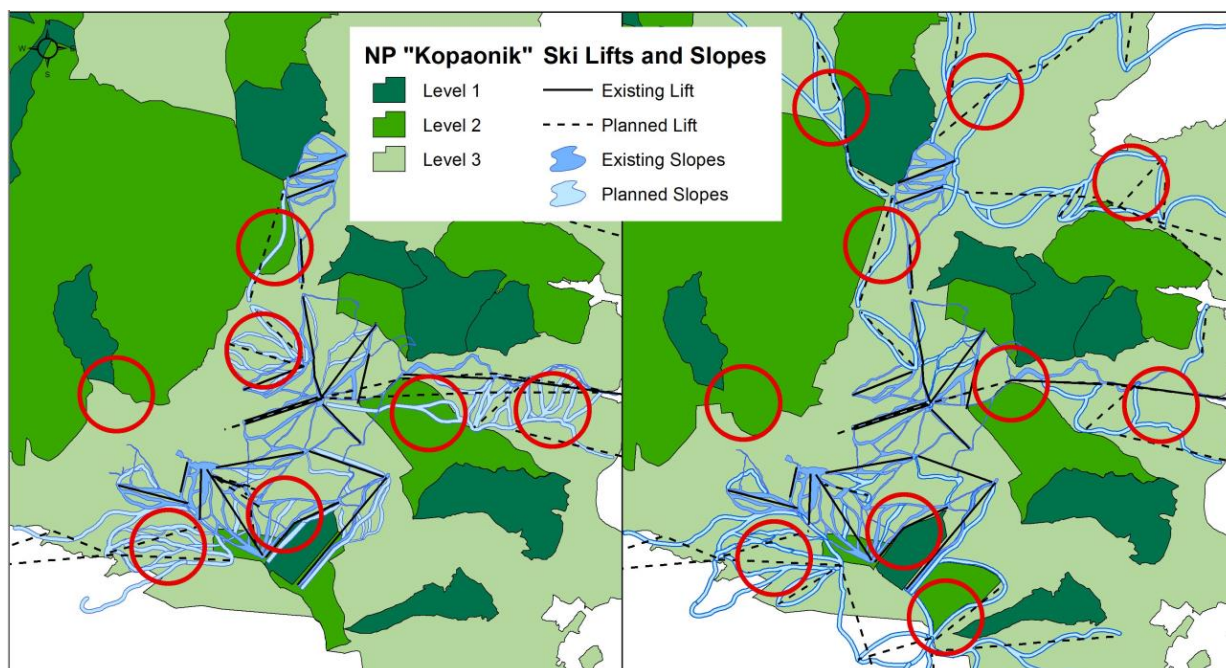 N
W
S
NP "Kopaonik" Ski Lifts and Slopes
Level 1
Existing Lift
Level 2
Planned Lift
Level 3
Existing Slopes
Planned Slopes